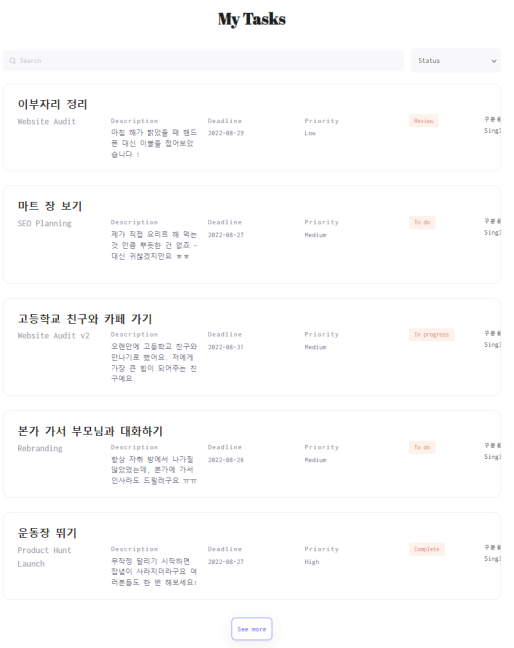 My Tasks
Search
Status
이부자리 정리
Website Audit
Description
Deadline
Priority
Review
아침 해가 밝았을 때 핸드
폰 대신 이불을 접어보았
습니다 !
2022-08-29
Low
마트 장 보기
SEO Planning
Description
Deadline
Priority
To do
제가 직접 요리르 해 먹는
것 만큼 뿌듯한 건 없죠 ~
대신 귀찮겠지만요 ㅎㅎ
2022-08-27
Medium
고등학교 친구와 카페 가기
Website Audit v2
Description
Deadline
Priority
In progress
오랜만에 고등학교 친구와
만나기로 했어요. 저에게
가장 큰 힘이 되어주는 친
구예요.
2022-08-31
Medium
본가 가서 부모님과 대화하기
Rebranding
Description
Deadline
Priority
To do
항상 자취 방에서 나가질
않았었는데, 본가에 가서
인사라도 드릴려구요 ㅠㅠ
2022-08-26
Medium
운동장 뛰기
Product Hunt
Launch
Description
Deadline
Priority
Complete
무작정 달리기 시작하면
잡념이 사라지더라구요 여
러분들도 한 번 해보세요!
2022-08-27
High
See more